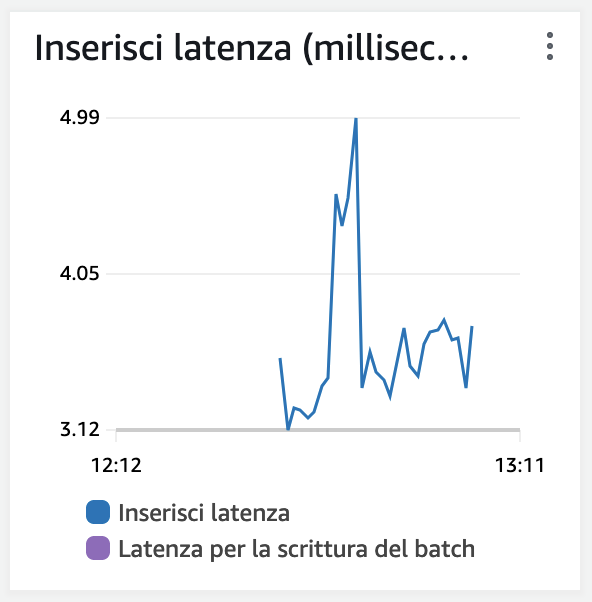 Inserisci latenza (millisec...
4.99
4.05
3.12
12:12 13:11
Inserisci latenza
Latenza per la scrittura del batch